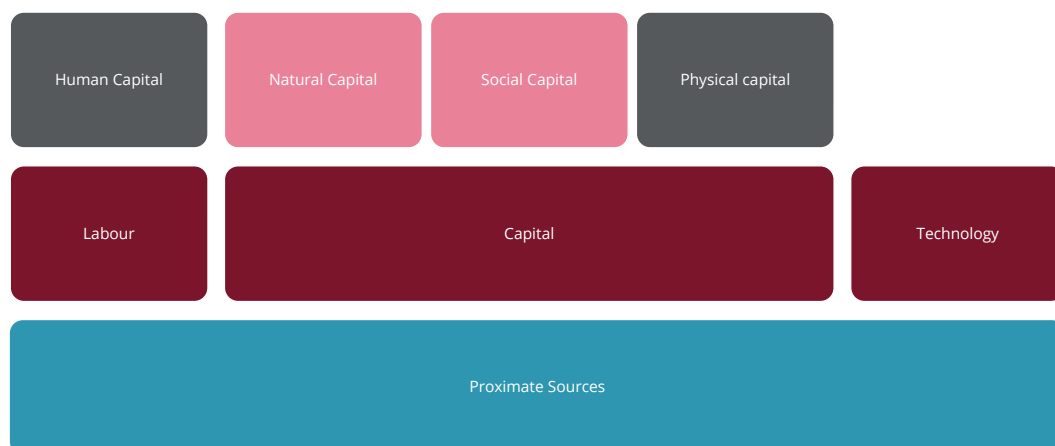 Human Capital
Natural Capital
Social Capital
Physical capital
Labour
Capital
Technology
Proximate Sources